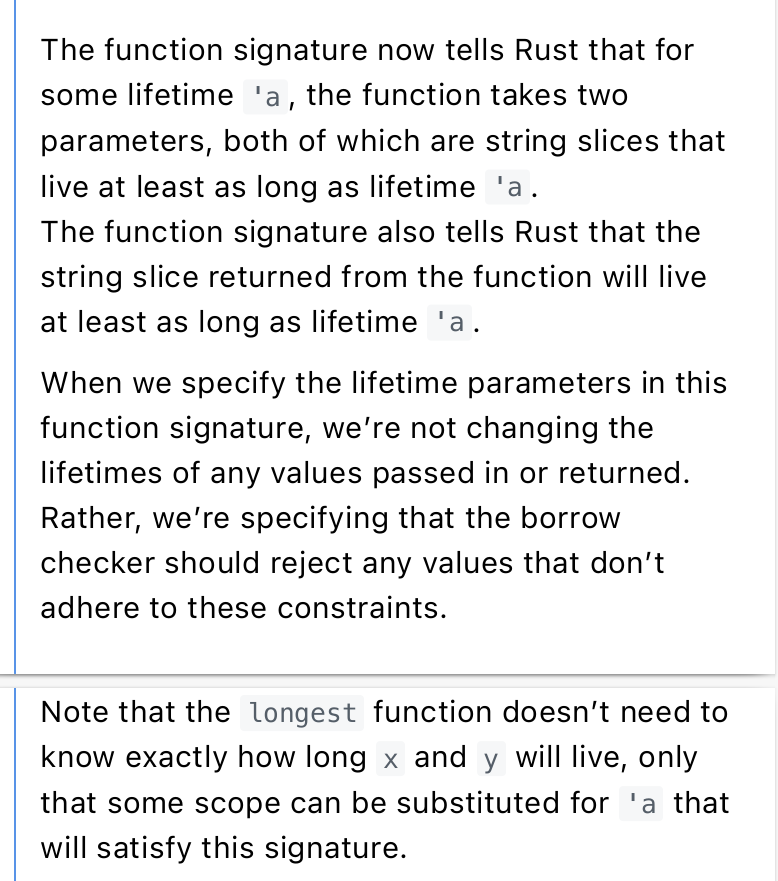 The function signature now tells Rust that for
some lifetime 'a, the function takes two
parameters, both of which are string slices that
live at least as long as lifetime 'a.
The function signature also tells Rust that the
string slice returned from the function will live
at least as long as lifetime 'a.
When we specify the lifetime parameters in this
function signature, we’re not changing the
lifetimes of any values passed in or returned.
Rather, we’re specifying that the borrow
checker should reject any values that don’t
adhere to these constraints.
Note that the longest function doesn’t need to
know exactly how long x and y will live, only
that some scope can be substituted for 'a that
will satisfy this signature.